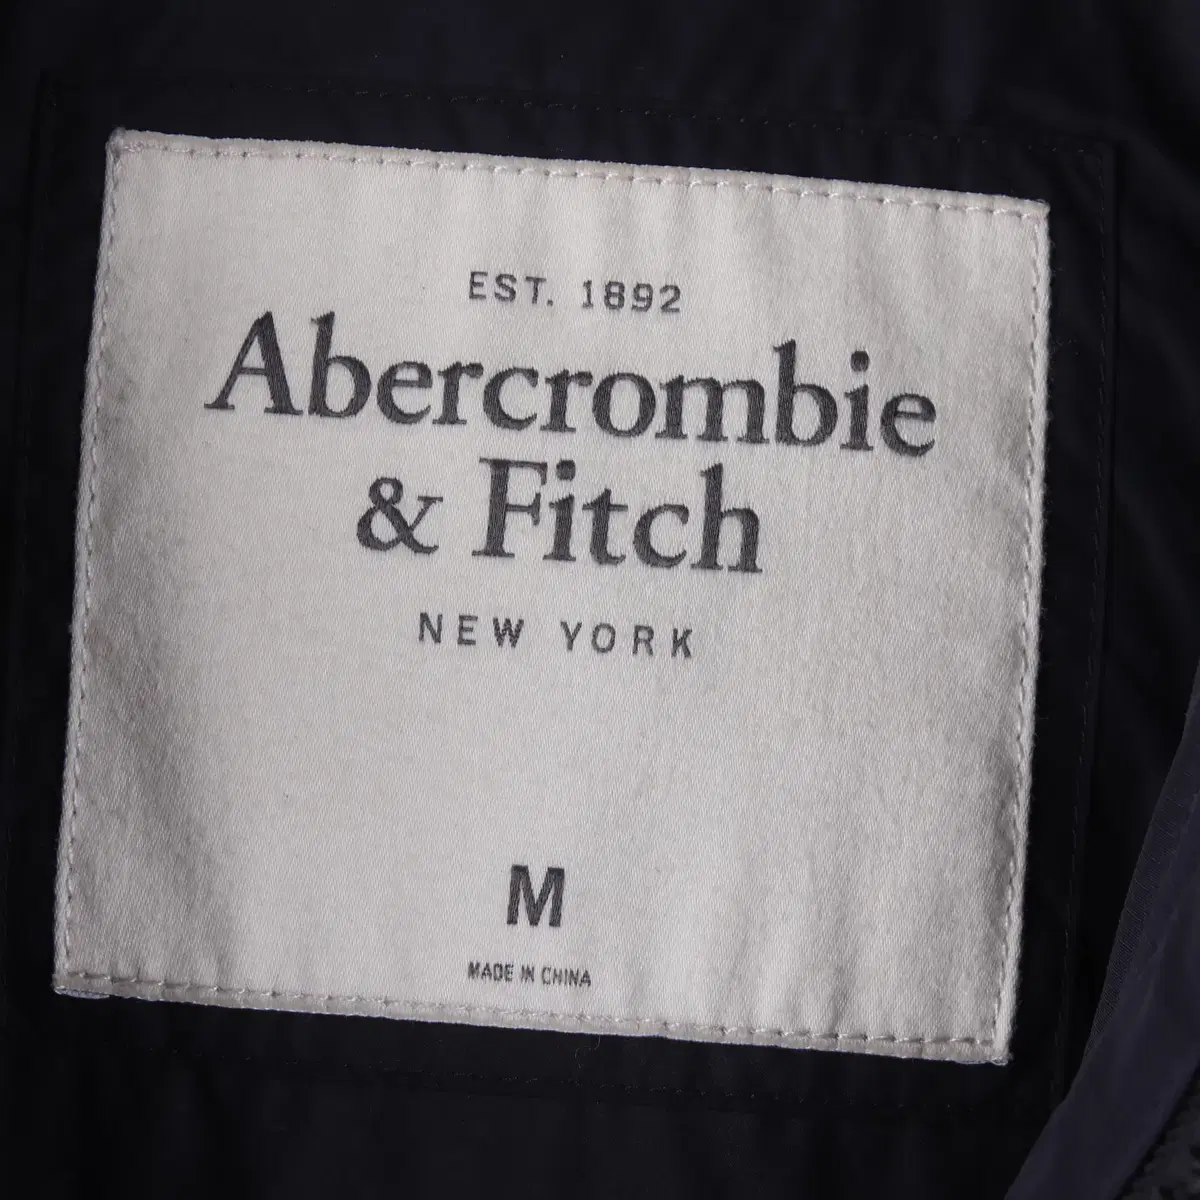 EST. 1892
Abercrombie
& Fitch
NEW YORK
M
MADE IN CHINA